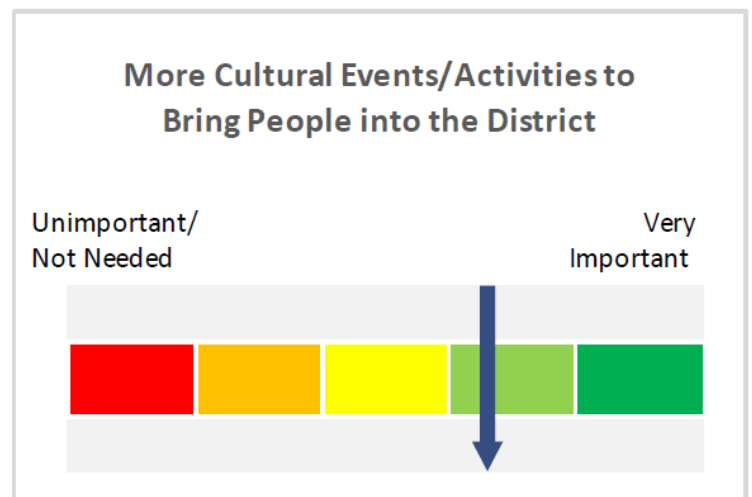 More Cultural Events/Activities to
Bring People into the District
Unimportant/
Not Needed
Very
Important